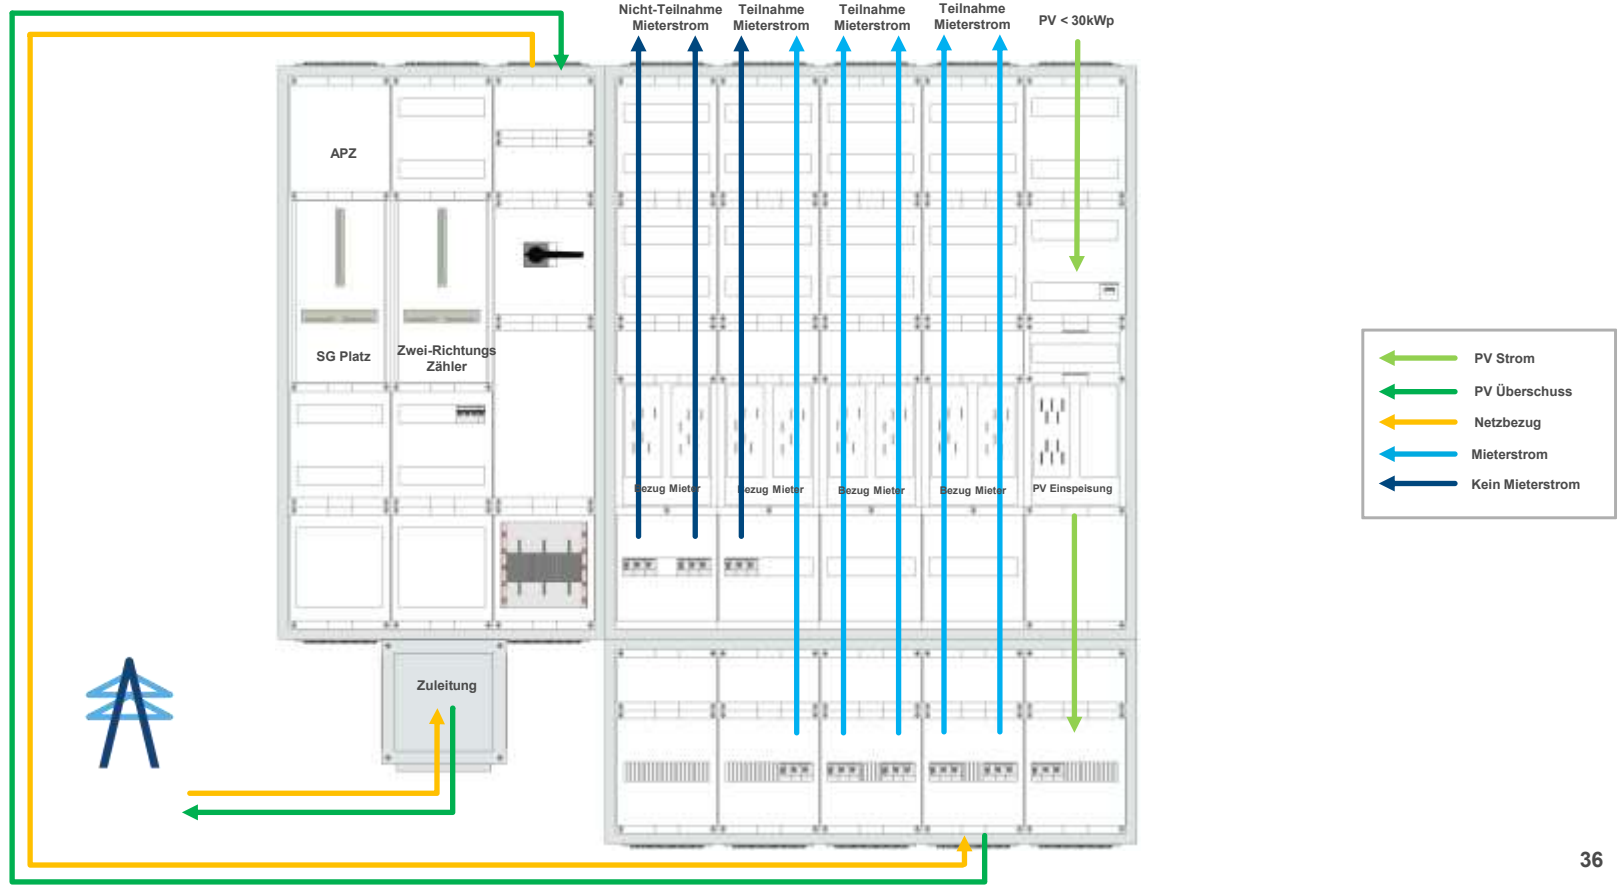 Nicht-Teilnahme
Mieterstrom
Teilnahme
Mieterstrom
Teilnahme
Mieterstrom
Teilnahme
Mieterstrom
PV < 30kWp
APZ
SG Platz
Zwei-Richtungs
Zähler
Bezug Mieter
Bezug Mieter
Bezug Mieter
Bezug Mieter
PV Einspeisung
Zuleitung
PV Strom
PV Überschuss
Netzbezug
Mieterstrom
Kein Mieterstrom
36